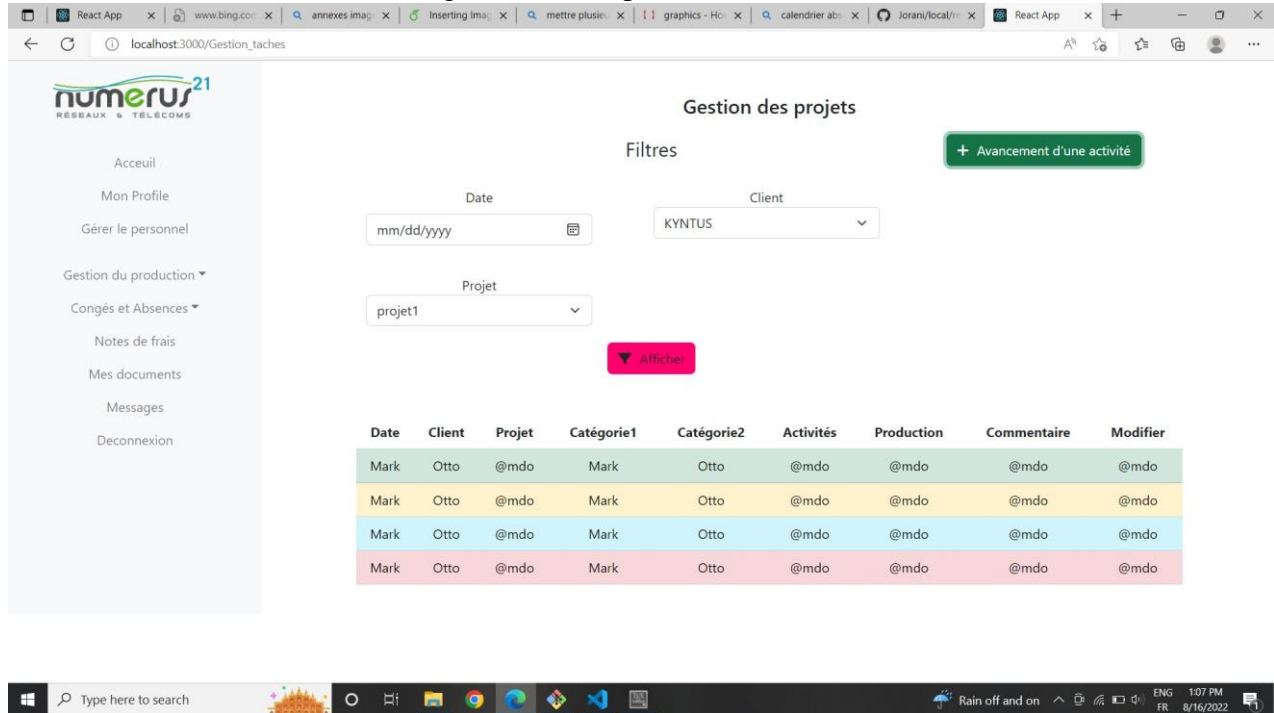 React App
www.bing.com
annexes imag
Inserting Imag
mettre plusieu
graphics - Ho
calendrier abs
Jorani/local/r
React App
localhost:3000/Gestion_taches
numerus 21
RÉSEAUX & TÉLÉCOMS
Acceuil
Mon Profile
Gérer le personnel
Gestion du production
Congés et Absences
Notes de frais
Mes documents
Messages
Deconnexion
Gestion des projets
Filtres
+ Avancement d'une activité
Date
Client
mm/dd/yyyy
KYNTUS
Projet
projet1
Afficher
Date Client Projet Catégorie1 Catégorie2 Activités Production Commentaire Modifier
Mark Otto @mdo Mark Otto @mdo @mdo @mdo @mdo
Mark Otto @mdo Mark Otto @mdo @mdo @mdo @mdo
Mark Otto @mdo Mark Otto @mdo @mdo @mdo @mdo
Mark Otto @mdo Mark Otto @mdo @mdo @mdo @mdo
Type here to search
Rain off and on
ENG
FR
1:07 PM
8/16/2022